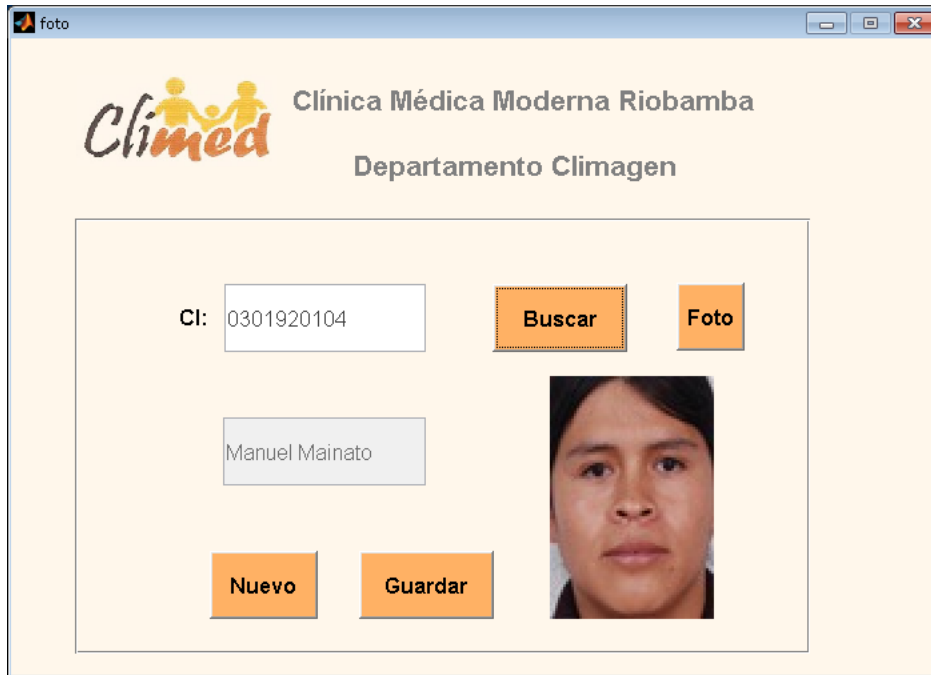 foto
Climed
Clínica Médica Moderna Riobamba
Departamento Climagen
CI: 0301920104 Buscar Foto
Manuel Mainato
Nuevo Guardar